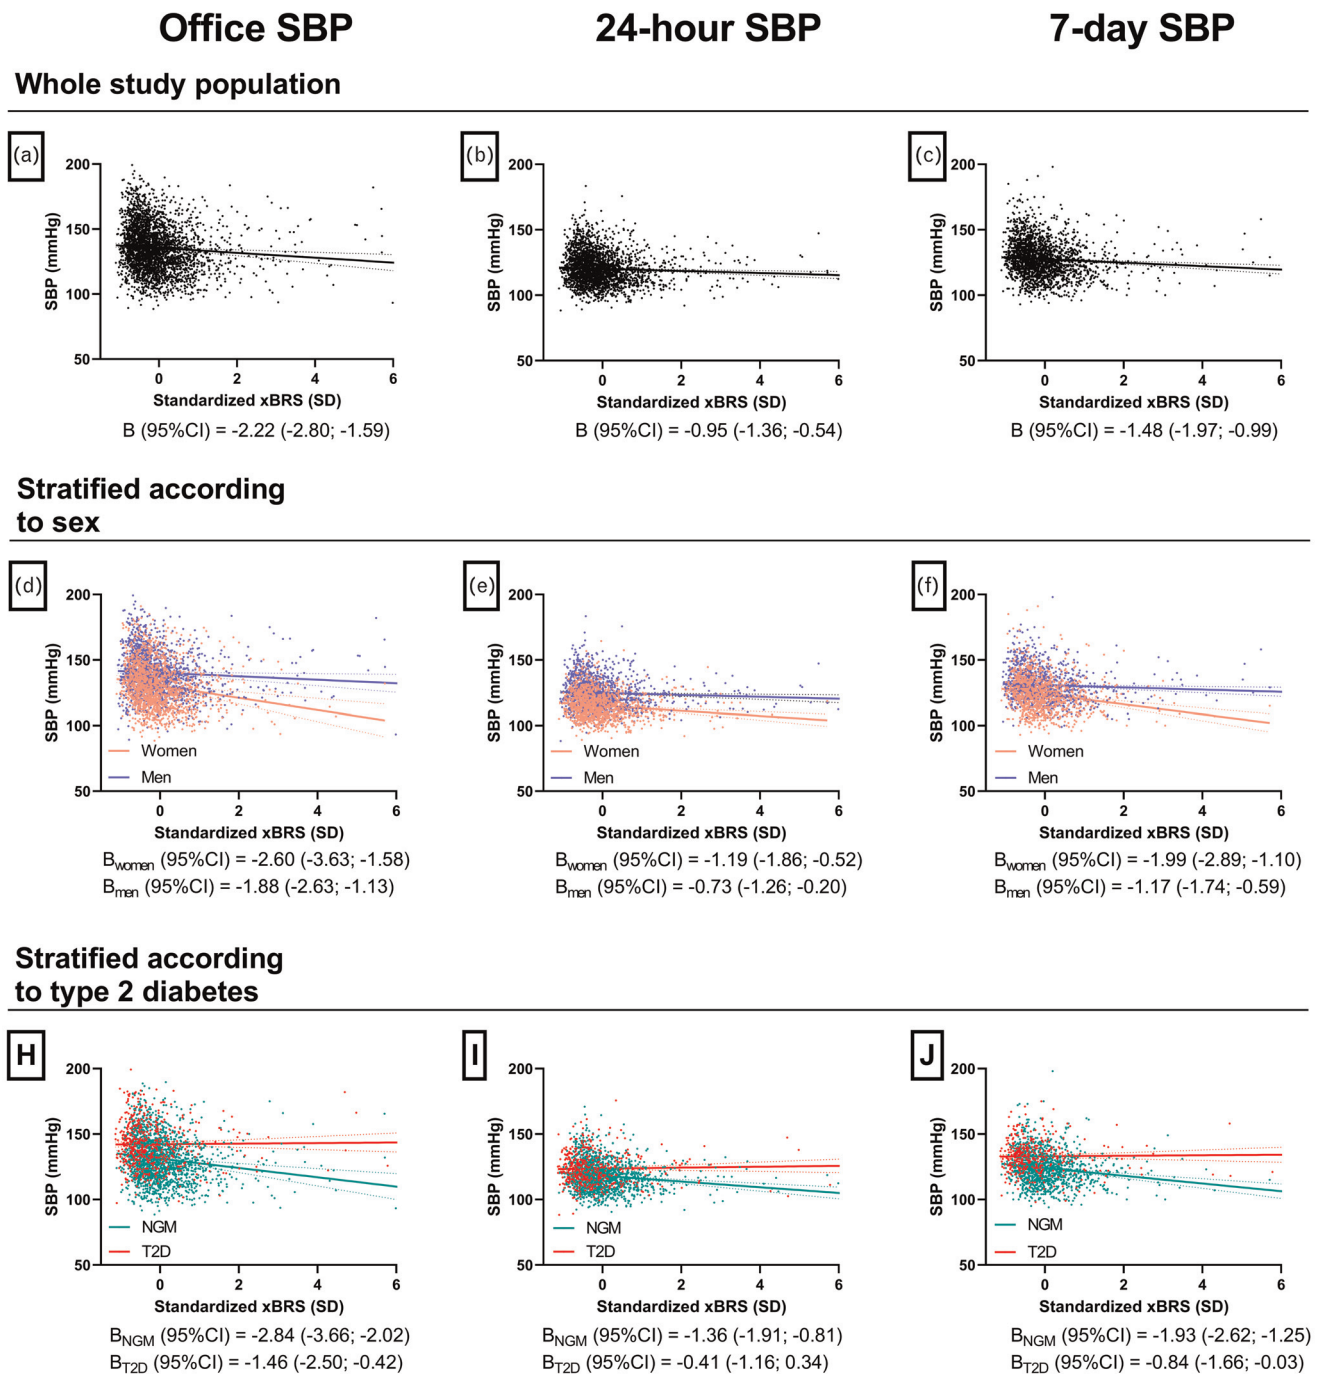 Office SBP
24-hour SBP
7-day SBP
Whole study population
(a)
200
150
100
50
SBP (mmHg)
0 2 4 6
Standardized xBRS (SD)
B (95%CI) = -2.22 (-2.80; -1.59)
(b)
200
150
100
50
SBP (mmHg)
0 2 4 6
Standardized xBRS (SD)
B (95%CI) = -0.95 (-1.36; -0.54)
(c)
200
150
100
50
SBP (mmHg)
0 2 4 6
Standardized xBRS (SD)
B (95%CI) = -1.48 (-1.97; -0.99)
Stratified according
to sex
(d)
200
150
100
50
SBP (mmHg)
Women
Men
0 2 4 6
Standardized xBRS (SD)
Bwomen (95%CI) = -2.60 (-3.63; -1.58)
Bmen (95%CI) = -1.88 (-2.63; -1.13)
(e)
200
150
100
50
SBP (mmHg)
Women
Men
0 2 4 6
Standardized xBRS (SD)
Bwomen (95%CI) = -1.19 (-1.86; -0.52)
Bmen (95%CI) = -0.73 (-1.26; -0.20)
(f)
200
150
100
50
SBP (mmHg)
Women
Men
0 2 4 6
Standardized xBRS (SD)
Bwomen (95%CI) = -1.99 (-2.89; -1.10)
Bmen (95%CI) = -1.17 (-1.74; -0.59)
Stratified according
to type 2 diabetes
H
200
150
100
50
SBP (mmHg)
NGM
T2D
0 2 4 6
Standardized xBRS (SD)
BNGM (95%CI) = -2.84 (-3.66; -2.02)
BT2D (95%CI) = -1.46 (-2.50; -0.42)
I
200
150
100
50
SBP (mmHg)
NGM
T2D
0 2 4 6
Standardized xBRS (SD)
BNGM (95%CI) = -1.36 (-1.91; -0.81)
BT2D (95%CI) = -0.41 (-1.16; 0.34)
J
200
150
100
50
SBP (mmHg)
NGM
T2D
0 2 4 6
Standardized xBRS (SD)
BNGM (95%CI) = -1.93 (-2.62; -1.25)
BT2D (95%CI) = -0.84 (-1.66; -0.03)